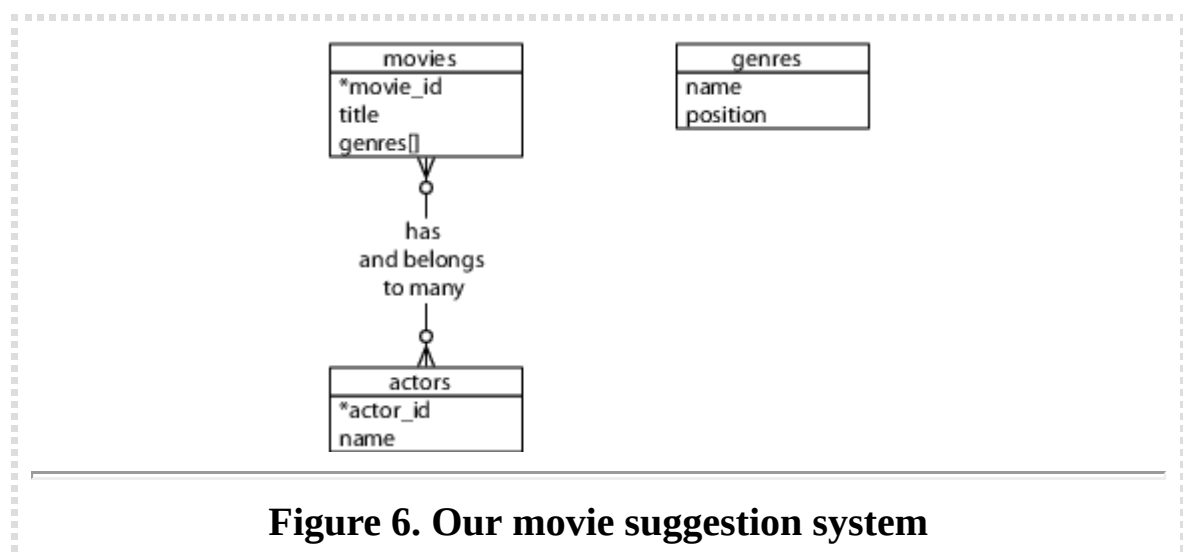 movies
*movie_id
title
genres[]
genres
name
position
has
and belongs
to many
actors
*actor_id
name
Figure 6. Our movie suggestion system